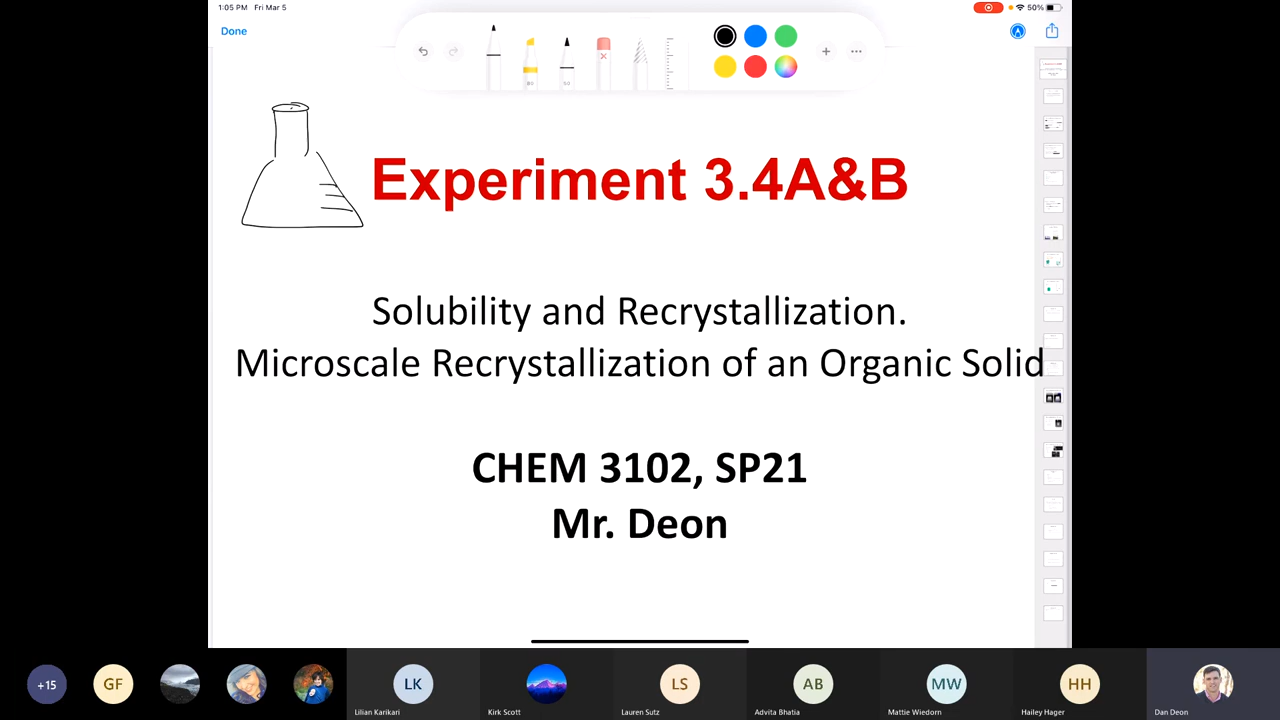 1:05 PM Fri Mar 5
50%
Done
Experiment 3.4A&B
Solubility and Recrystallization.
Microscale Recrystallization of an Organic Solid
CHEM 3102, SP21
Mr. Deon
+15
GF
LK
LS
AB
MW
HH
Lilian Karikari
Kirk Scott
Lauren Sutz
Advita Bhatia
Mattie Wiedorn
Hailey Hager
Dan Deon